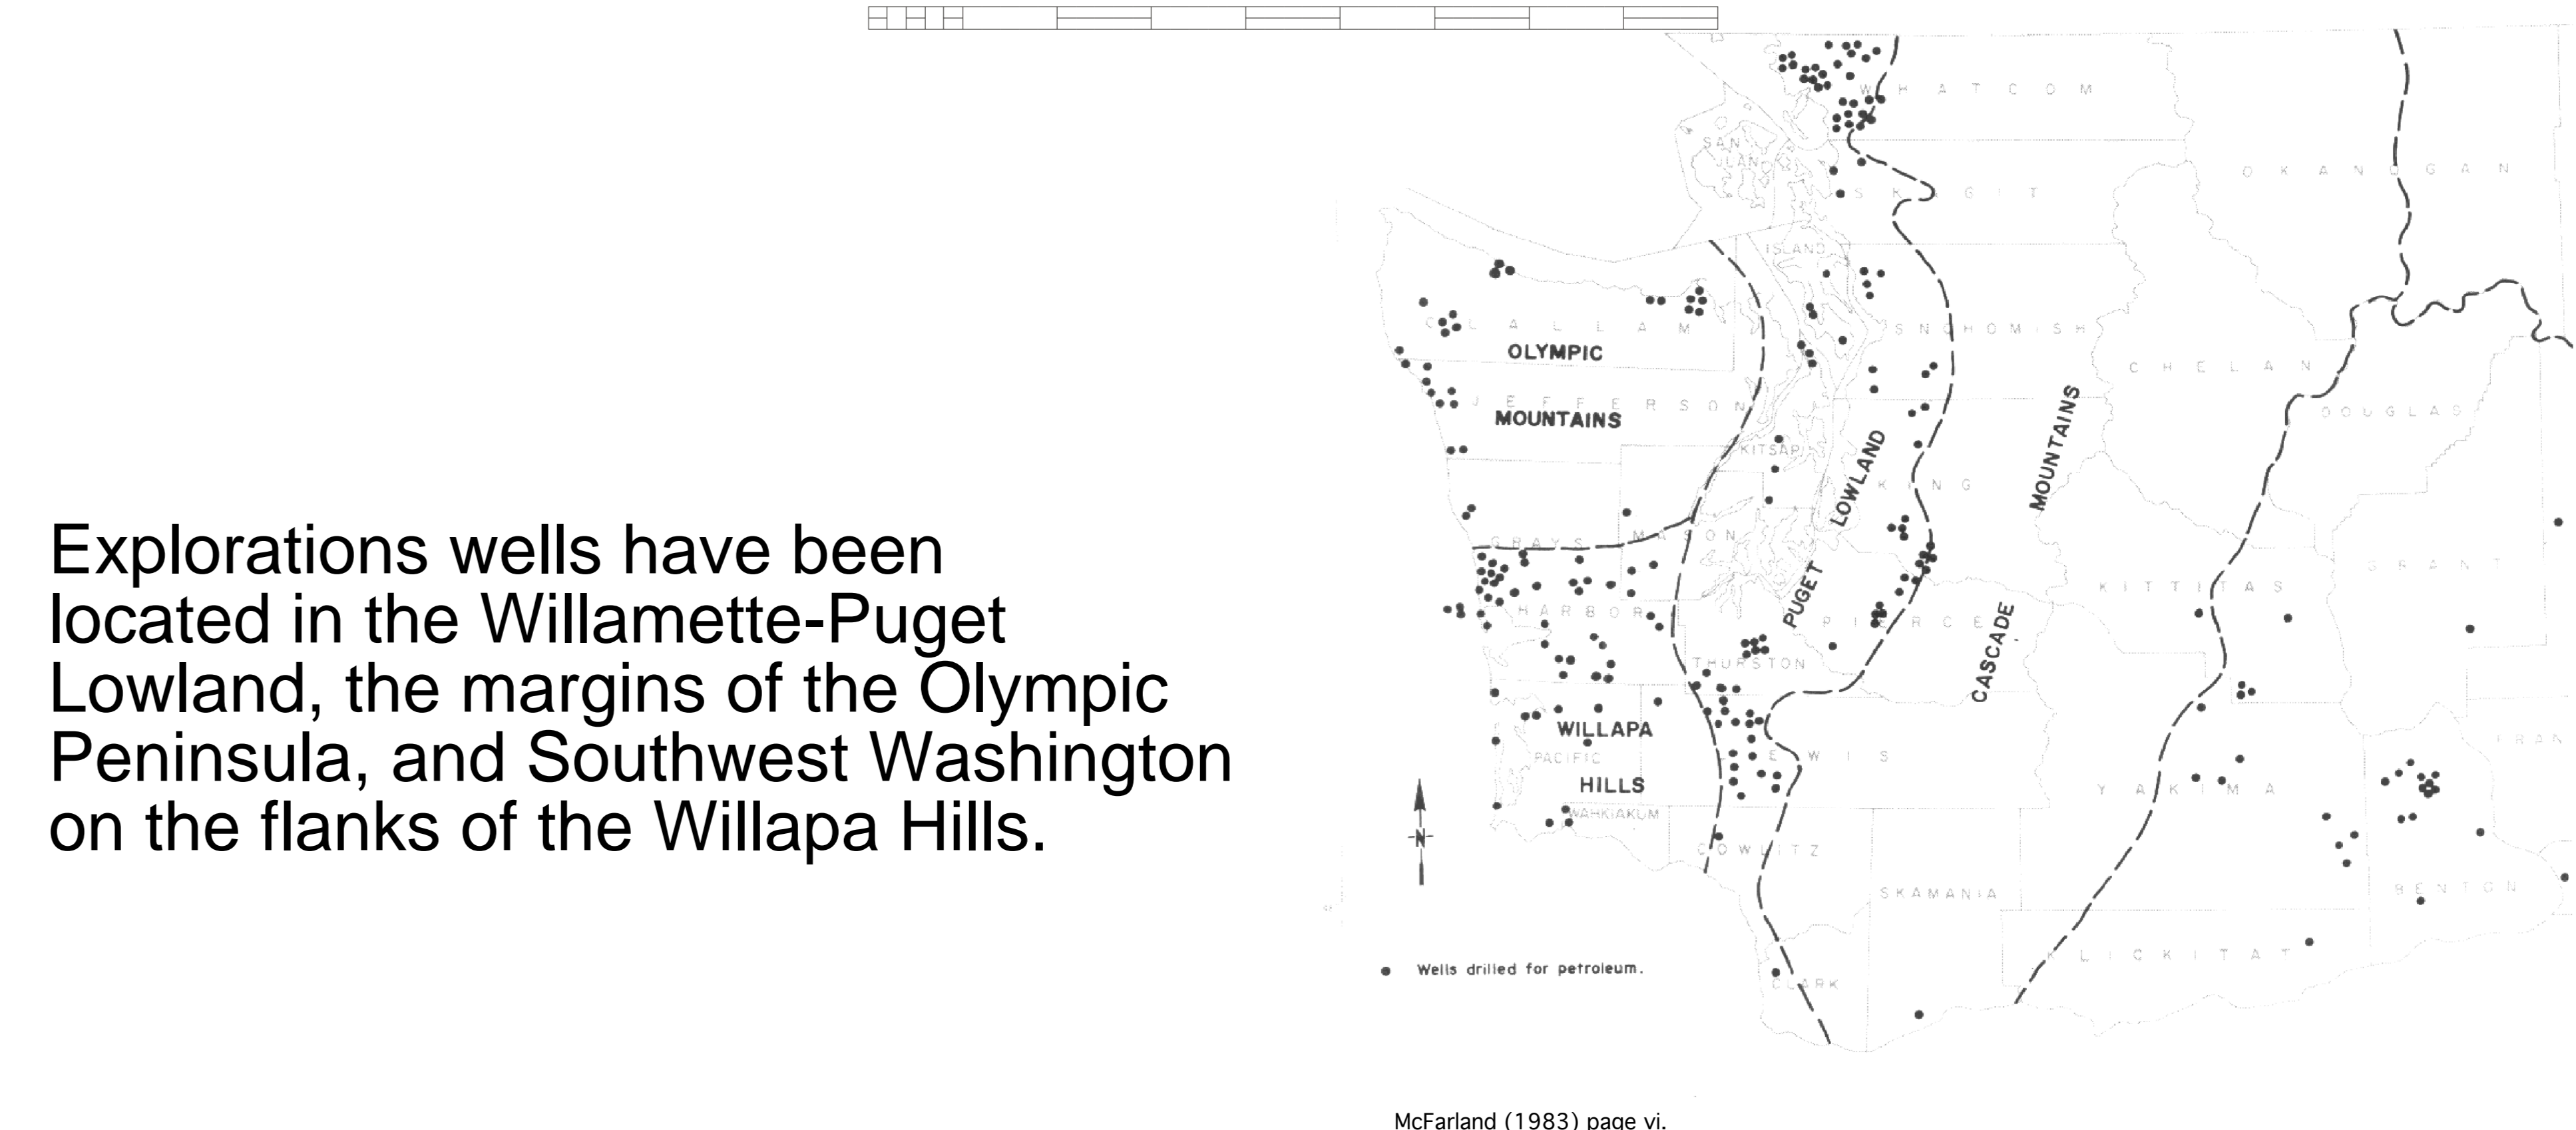 Explorations wells have been
located in the Willamette-Puget
Lowland, the margins of the Olympic
Peninsula, and Southwest Washington
on the flanks of the Willapa Hills.
WHATCOM
SAN
OKANOGAN
SKAGIT
ISLAND
CLALLAM
SNOHOMISH
OLYMPIC
CHELAN
JEFFERSON
DOUGLAS
MOUNTAINS
KITSAP
LOWLAND
MOUNTAINS
KING
GRAYS
MASON
GRANT
PUGET
KITTITAS
HARBOR
PIERCE
CASCADE
THURSTON
WILLAPA
FRAN
PACIFIC
LEWIS
HILLS
YAKIMA
WAHKIAKUM
N
COWLITZ
SKAMANIA
BENTON
KLICKITAT
Wells drilled for petroleum.
CLARK
McFarland (1983) page vi.